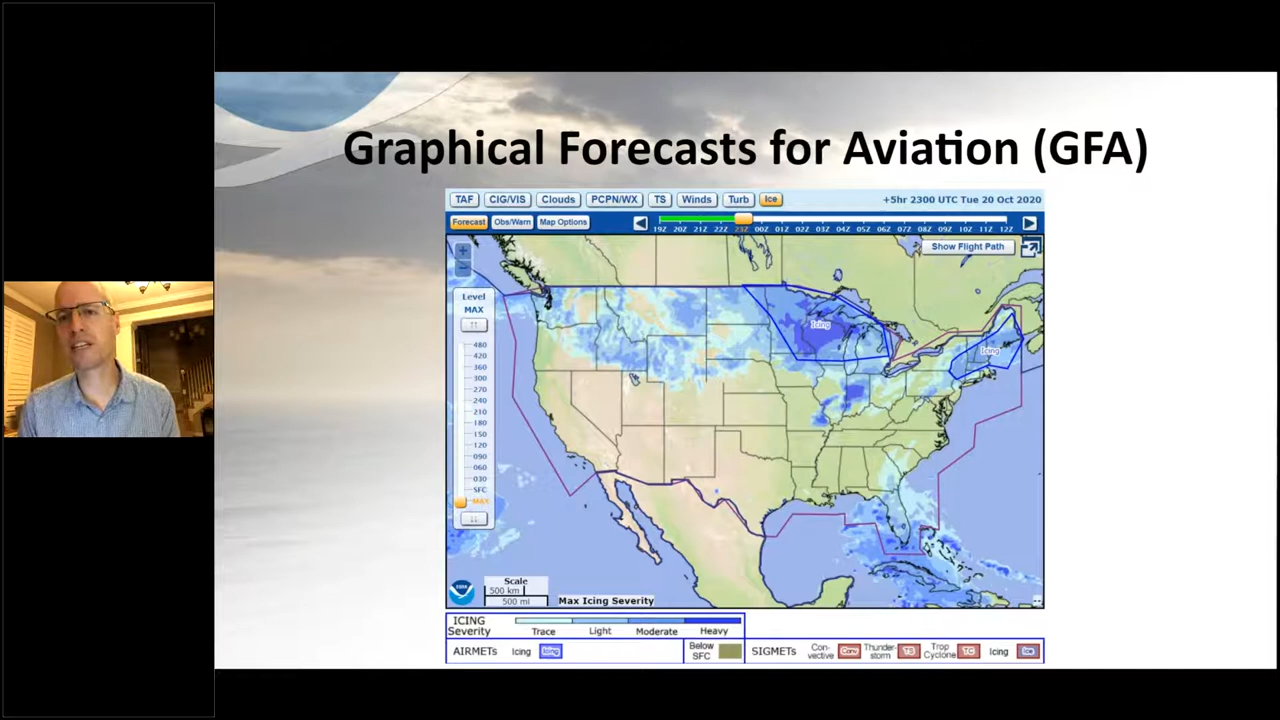 Graphical Forecasts for Aviation (GFA)
TAF CIG/VIS Clouds PCPN/WX TS Winds Turb Ice +5hr 2300 UTC Tue 20 Oct 2020
Forecast Obs/Warn Map Options
19Z 20Z 21Z 22Z 23Z 00Z 01Z 02Z 03Z 04Z 05Z 06Z 07Z 08Z 09Z 10Z 11Z 12Z
Show Flight Path
+
−
Level
MAX
480
420
360
300
270
240
210
180
150
120
090
060
030
SFC
MAX
Icing
Icing
Scale
500 km
500 mi
Max Icing Severity
ICING
Severity
Trace Light Moderate Heavy
AIRMETs Icing Icing
Below
SFC
SIGMETs
Con-
vective
Conv
Thunder-
storm
TS
Trop
Cyclone
TC
Icing
Ice